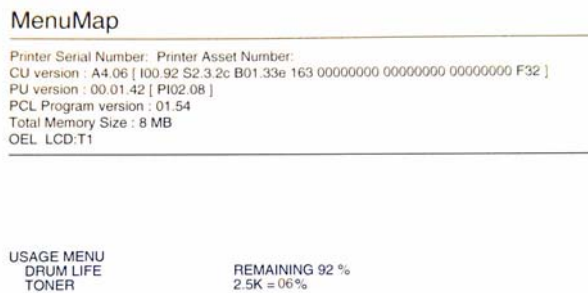 MenuMap
Printer Serial Number: Printer Asset Number:
CU version : A4.06 [ I00.92 S2.3.2c B01.33e 163 00000000 00000000 00000000 F32 ]
PU version : 00.01.42 [ PI02.08 ]
PCL Program version : 01.54
Total Memory Size : 8 MB
OEL LCD:T1
USAGE MENU
DRUM LIFE REMAINING 92 %
TONER 2.5K = 06%